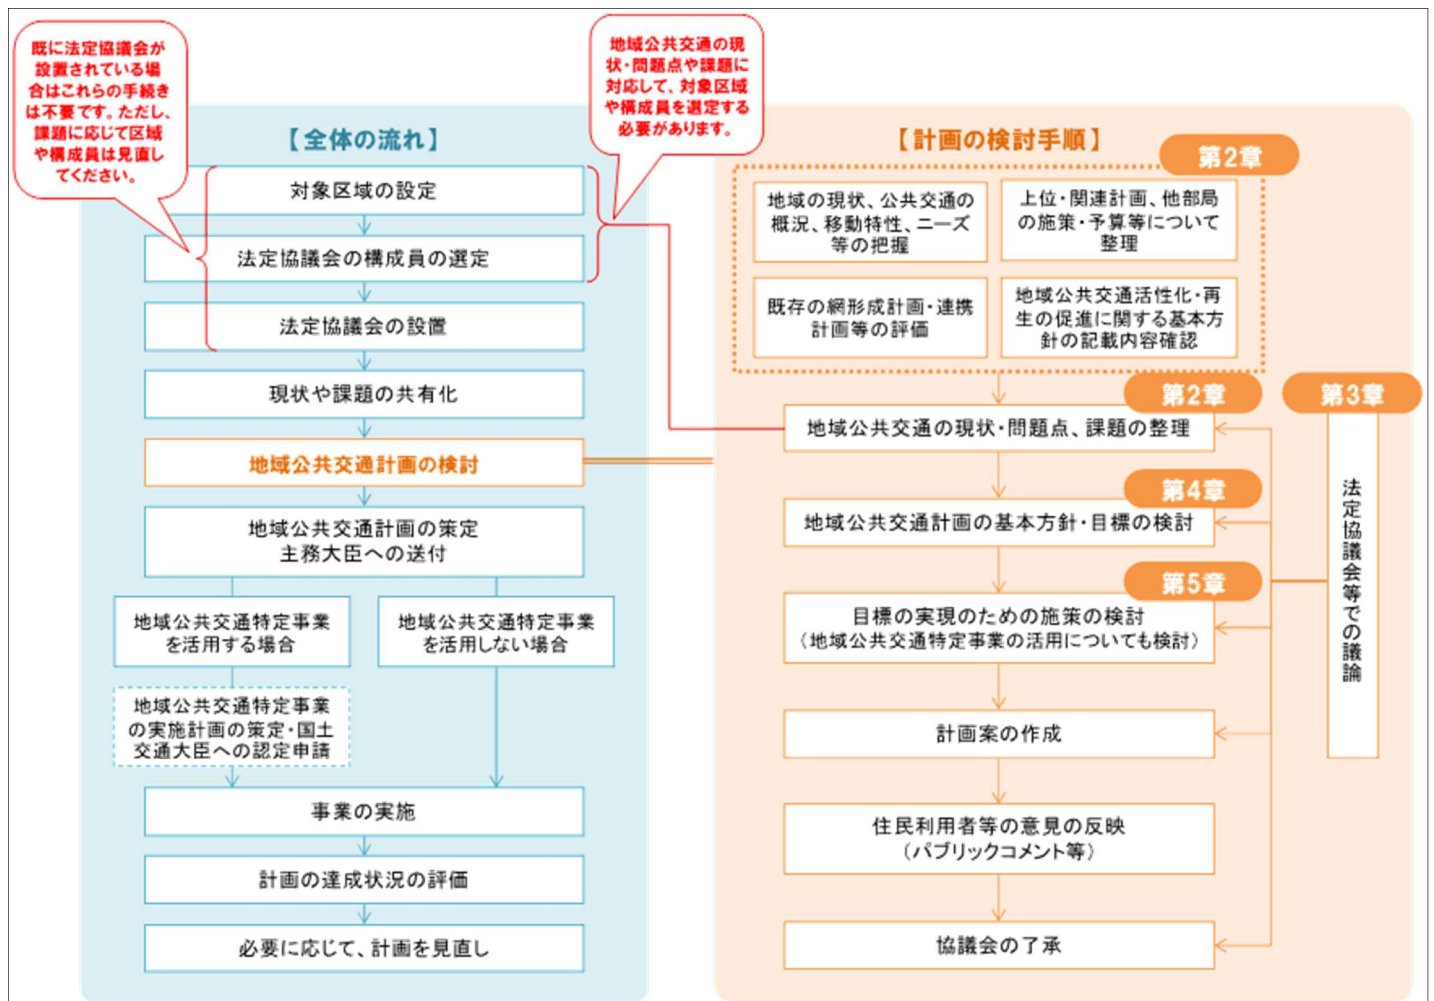 既に法定協議会が
設置されている場
合はこれらの手続き
は不要です。ただし、
課題に応じて区域
や構成員は見直し
てください。
地域公共交通の現
状・問題点や課題に
対応して、対象区域
や構成員を選定する
必要があります。
【全体の流れ】
対象区域の設定
法定協議会の構成員の選定
法定協議会の設置
現状や課題の共有化
地域公共交通計画の検討
地域公共交通計画の策定
主務大臣への送付
地域公共交通特定事業
を活用する場合
地域公共交通特定事業
を活用しない場合
地域公共交通特定事業
の実施計画の策定・国土
交通大臣への認定申請
事業の実施
計画の達成状況の評価
必要に応じて、計画を見直し
【計画の検討手順】
第2章
地域の現状、公共交通の
概況、移動特性、ニーズ
等の把握
上位・関連計画、他部局
の施策・予算等について
整理
既存の網形成計画・連携
計画等の評価
地域公共交通活性化・再
生の促進に関する基本方
針の記載内容確認
第2章
地域公共交通の現状・問題点、課題の整理
第4章
地域公共交通計画の基本方針・目標の検討
第5章
目標の実現のための施策の検討
（地域公共交通特定事業の活用についても検討）
計画案の作成
住民利用者等の意見の反映
（パブリックコメント等）
協議会の了承
第3章
法定協議会等での議論